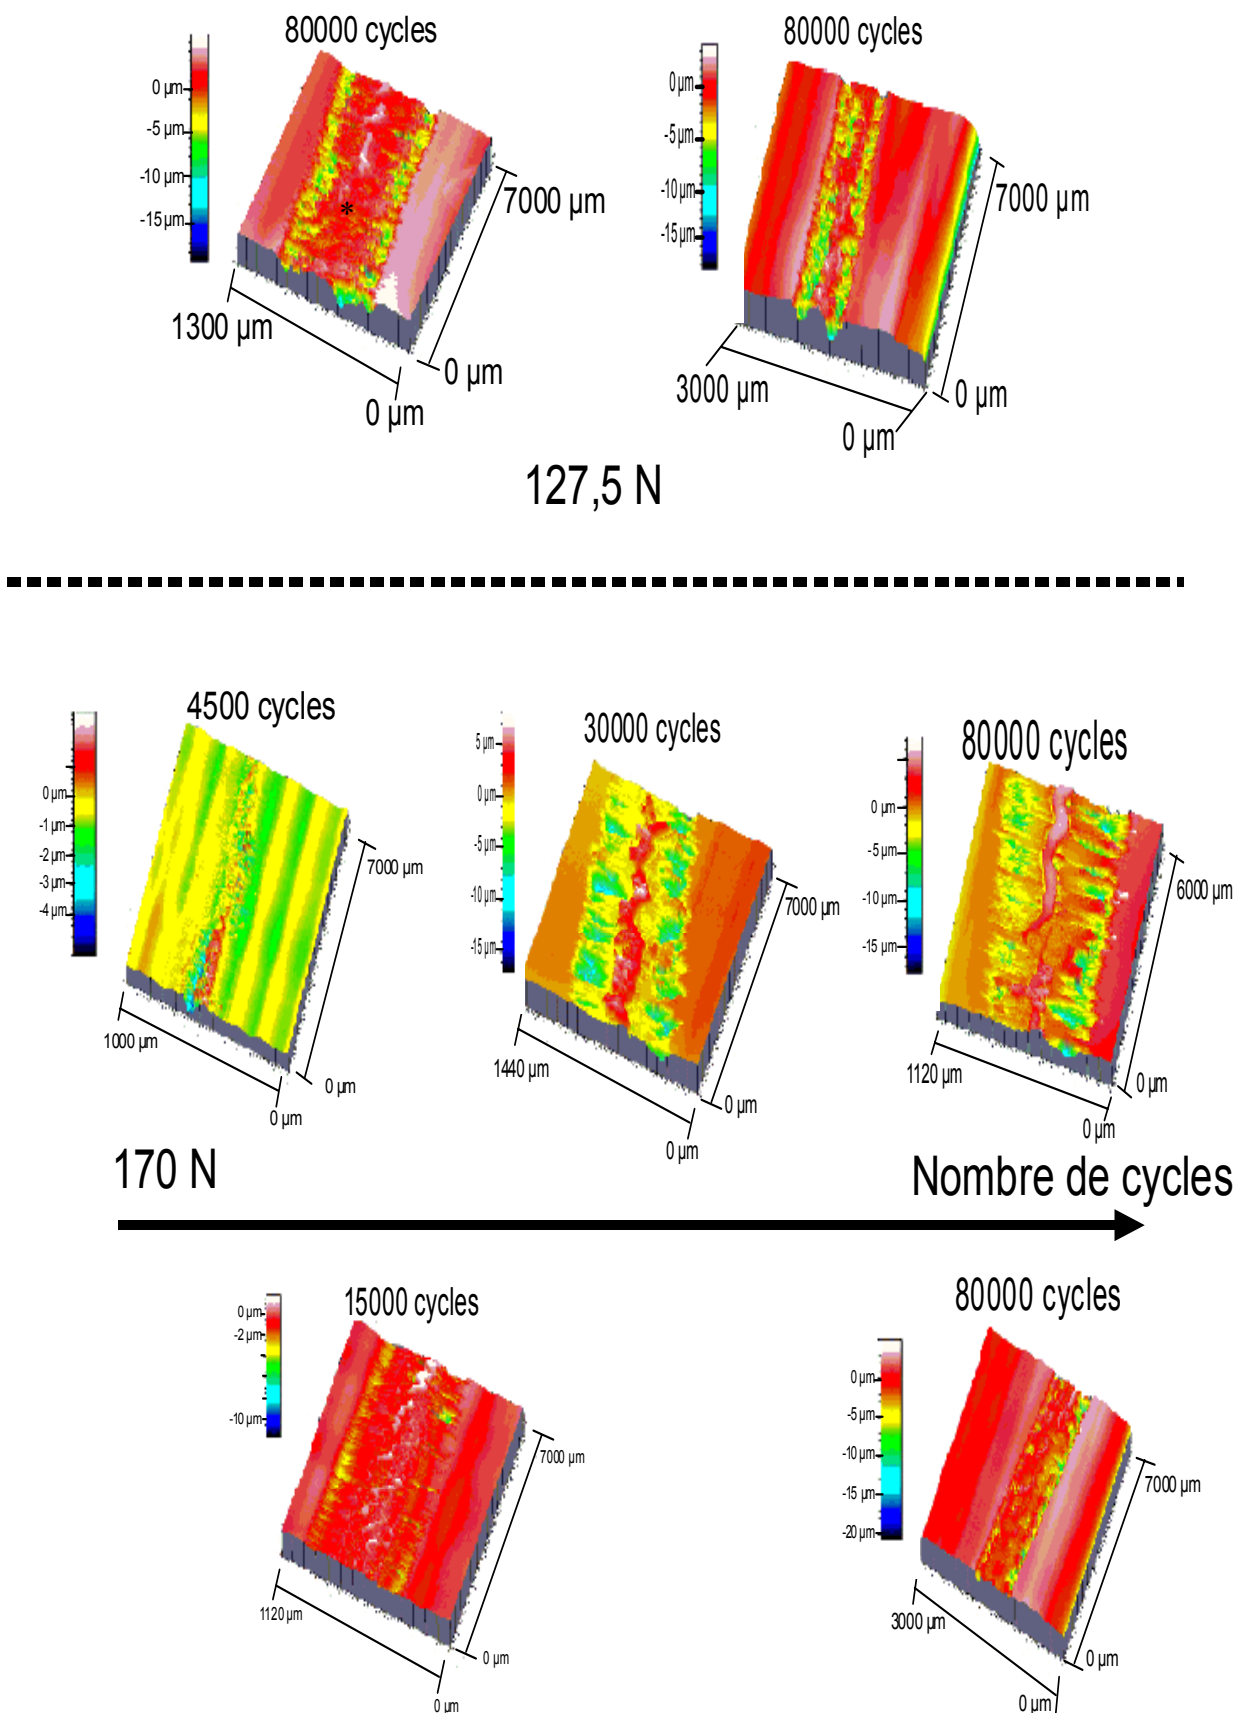 80000 cycles
0 µm
-5 µm
-10 µm
-15 µm
*
7000 µm
1300 µm
0 µm
0 µm
80000 cycles
0 µm
-5 µm
-10 µm
-15 µm
7000 µm
3000 µm
0 µm
0 µm
127,5 N
4500 cycles
0 µm
-1 µm
-2 µm
-3 µm
-4 µm
7000 µm
1000 µm
0 µm
0 µm
30000 cycles
5 µm
0 µm
-5 µm
-10 µm
-15 µm
7000 µm
1440 µm
0 µm
0 µm
80000 cycles
0 µm
-5 µm
-10 µm
-15 µm
6000 µm
1120 µm
0 µm
0 µm
170 N
Nombre de cycles
15000 cycles
0 µm
-2 µm
-10 µm
7000 µm
1120 µm
0 µm
0 µm
80000 cycles
0 µm
-5 µm
-10 µm
-15 µm
-20 µm
7000 µm
3000 µm
0 µm
0 µm